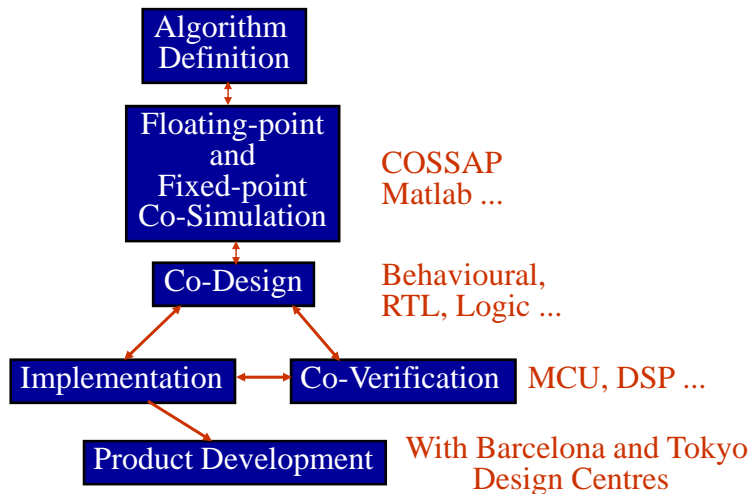 Algorithm
Definition
Floating-point
and
Fixed-point
Co-Simulation
COSSAP
Matlab ...
Co-Design
Behavioural,
RTL, Logic ...
Implementation
Co-Verification
MCU, DSP ...
Product Development
With Barcelona and Tokyo
Design Centres